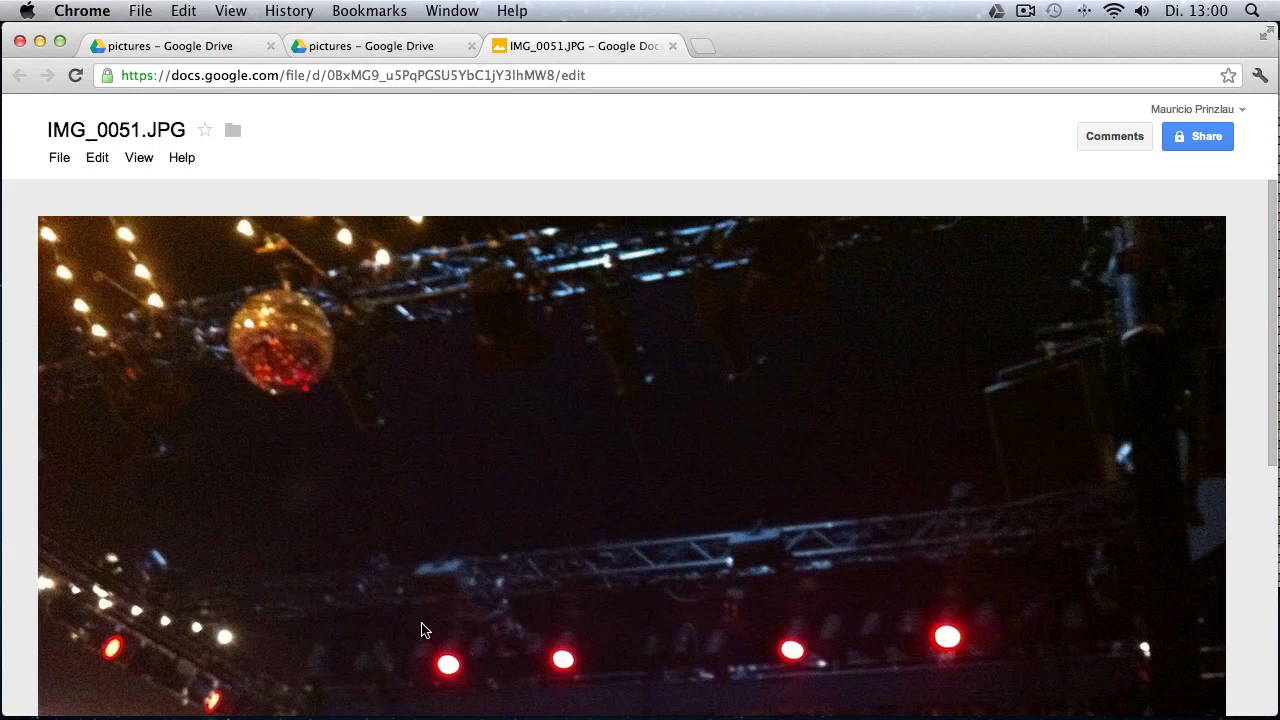 Chrome File Edit View History Bookmarks Window Help Di. 13:00
pictures – Google Drive pictures – Google Drive IMG_0051.JPG – Google Doc
https://docs.google.com/file/d/0BxMG9_u5PqPGSU5YbC1jY3lhMW8/edit
Mauricio Prinzlau
IMG_0051.JPG Comments Share
File Edit View Help